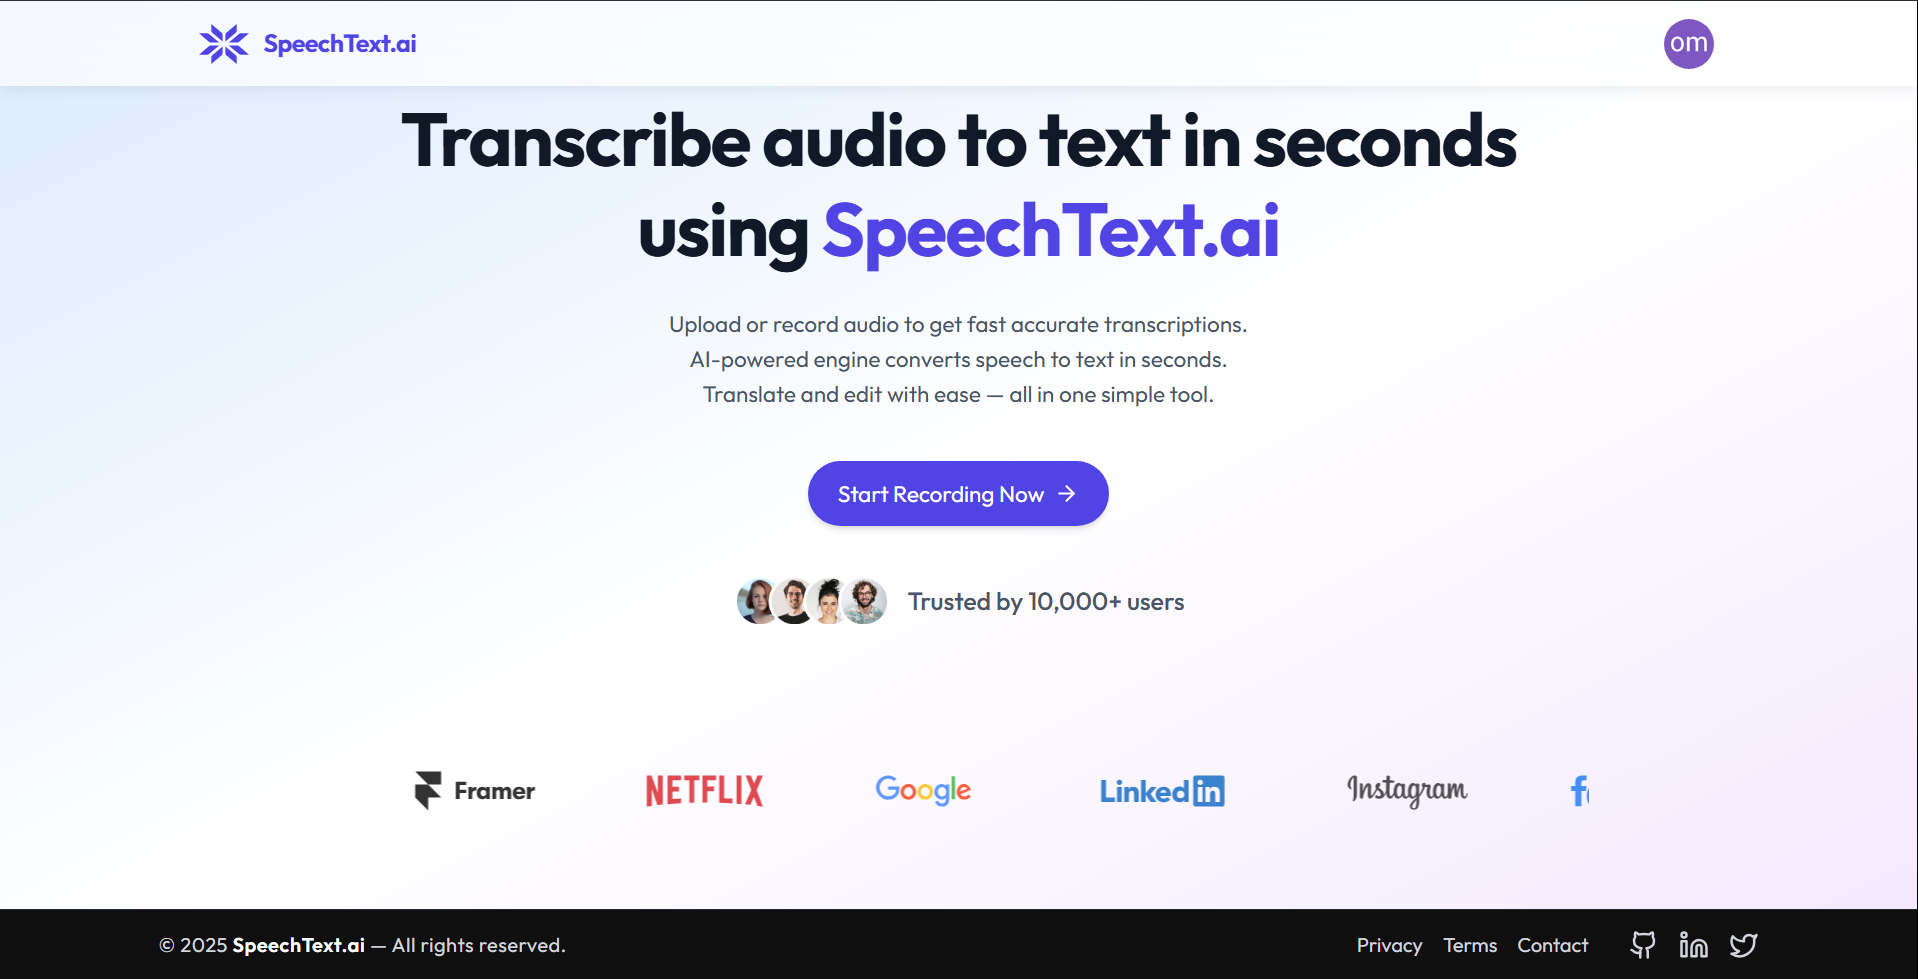 SpeechText.ai
om
Transcribe audio to text in seconds
using SpeechText.ai
Upload or record audio to get fast accurate transcriptions.
AI-powered engine converts speech to text in seconds.
Translate and edit with ease — all in one simple tool.
Start Recording Now →
Trusted by 10,000+ users
Framer NETFLIX Google LinkedIn Instagram f
© 2025 SpeechText.ai — All rights reserved. Privacy Terms Contact in